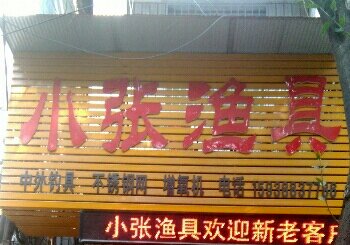 小张渔具
中外钓具 不锈钢网 增氧机 电话
小张渔具欢迎新老客户